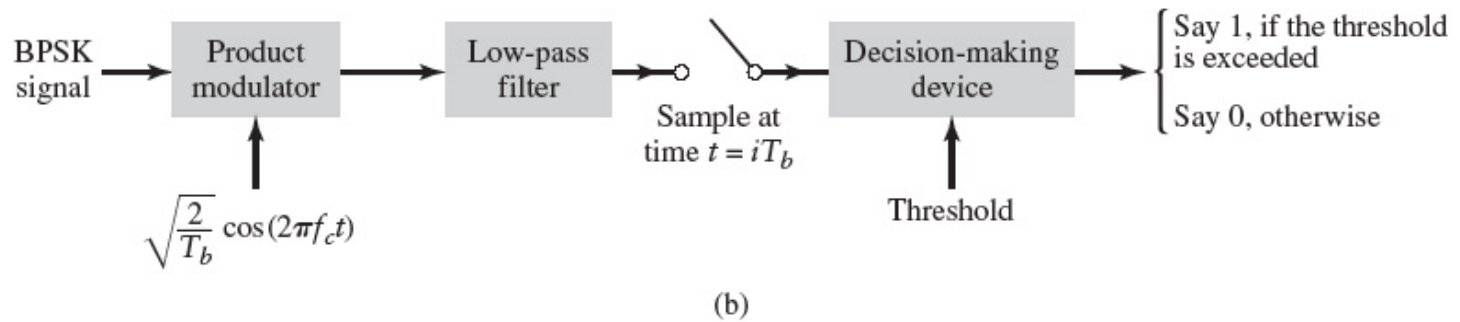 BPSK
signal
Product
modulator
Low-pass
filter
Sample at
time t = iT_b
Decision-making
device
Say 1, if the threshold
is exceeded
Say 0, otherwise
√(2/T_b) cos(2πf_ct)
Threshold
(b)